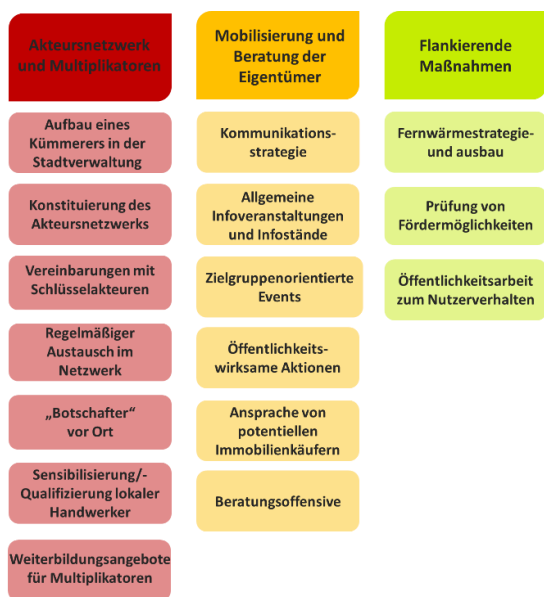 Akteursnetzwerk
und Multiplikatoren
Aufbau eines
Kümmerers in der
Stadtverwaltung
Konstituierung des
Akteursnetzwerks
Vereinbarungen mit
Schlüsselakteuren
Regelmäßiger
Austausch im
Netzwerk
„Botschafter“
vor Ort
Sensibilisierung/-
Qualifizierung lokaler
Handwerker
Weiterbildungsangebote
für Multiplikatoren
Mobilisierung und
Beratung der
Eigentümer
Kommunikations-
strategie
Allgemeine
Infoveranstaltungen
und Infostände
Zielgruppenorientierte
Events
Öffentlichkeits-
wirksame Aktionen
Ansprache von
potentiellen
Immobilienkäufern
Beratungsoffensive
Flankierende
Maßnahmen
Fernwärmestrategie-
und ausbau
Prüfung von
Fördermöglichkeiten
Öffentlichkeitsarbeit
zum Nutzerverhalten